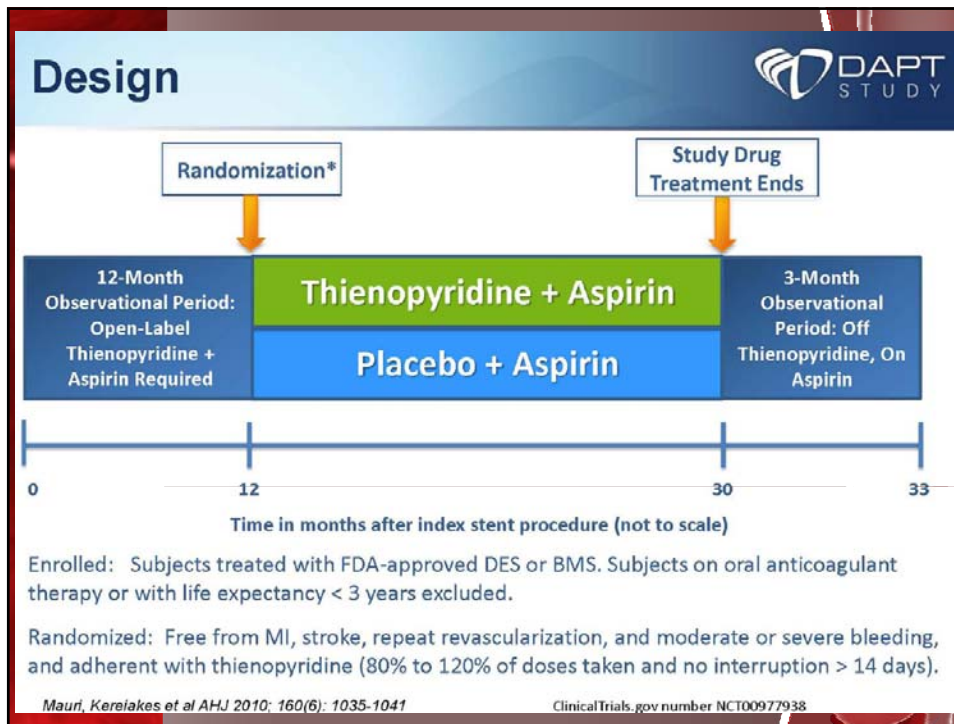 Design
DAPT
STUDY
Randomization*
Study Drug
Treatment Ends
12-Month
Observational Period:
Open-Label
Thienopyridine +
Aspirin Required
Thienopyridine + Aspirin
Placebo + Aspirin
3-Month
Observational
Period: Off
Thienopyridine, On
Aspirin
0 12 30 33
Time in months after index stent procedure (not to scale)
Enrolled: Subjects treated with FDA-approved DES or BMS. Subjects on oral anticoagulant
therapy or with life expectancy < 3 years excluded.
Randomized: Free from MI, stroke, repeat revascularization, and moderate or severe bleeding,
and adherent with thienopyridine (80% to 120% of doses taken and no interruption > 14 days).
Mauri, Kereiakes et al AHJ 2010; 160(6): 1035-1041 ClinicalTrials.gov number NCT00977938